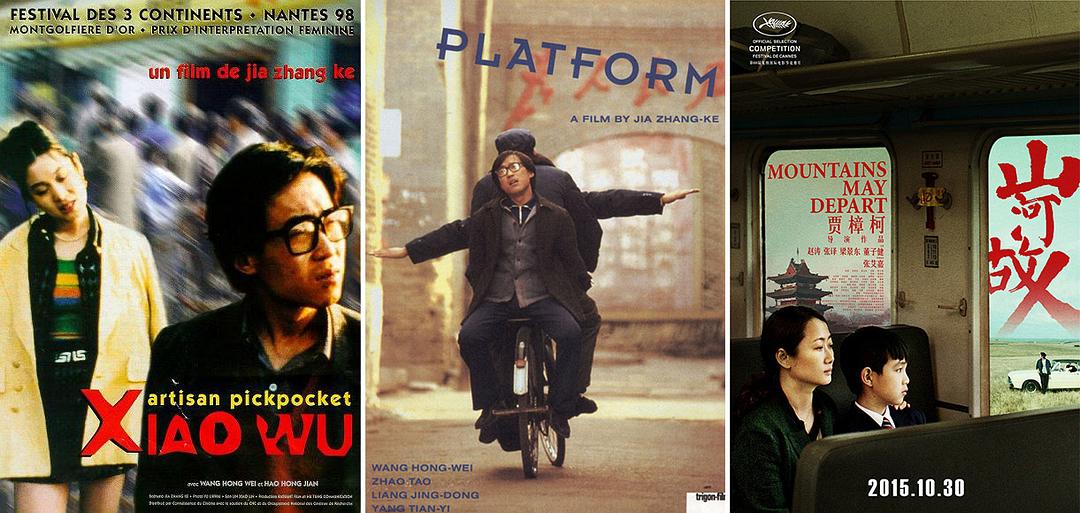 FESTIVAL DES 3 CONTINENTS • NANTES 98
MONTGOLFIERE D'OR • PRIX D'INTERPRETATION FEMININE
un film de jia zhang ke
artisan pickpocket
XIAO WU
avec WANG HONG WEI et HAO HONG JIAN
PLATFORM
A FILM BY JIA ZHANG-KE
WANG HONG-WEI
ZHAO TAO
LIANG JING-DONG
YANG TIAN-YI
trigon-film
OFFICIAL SELECTION
COMPETITION
FESTIVAL DE CANNES
MOUNTAINS
MAY
DEPART
贾樟柯
导演作品
赵涛 张译 梁景东 董子健
张艾嘉
山河故人
2015.10.30